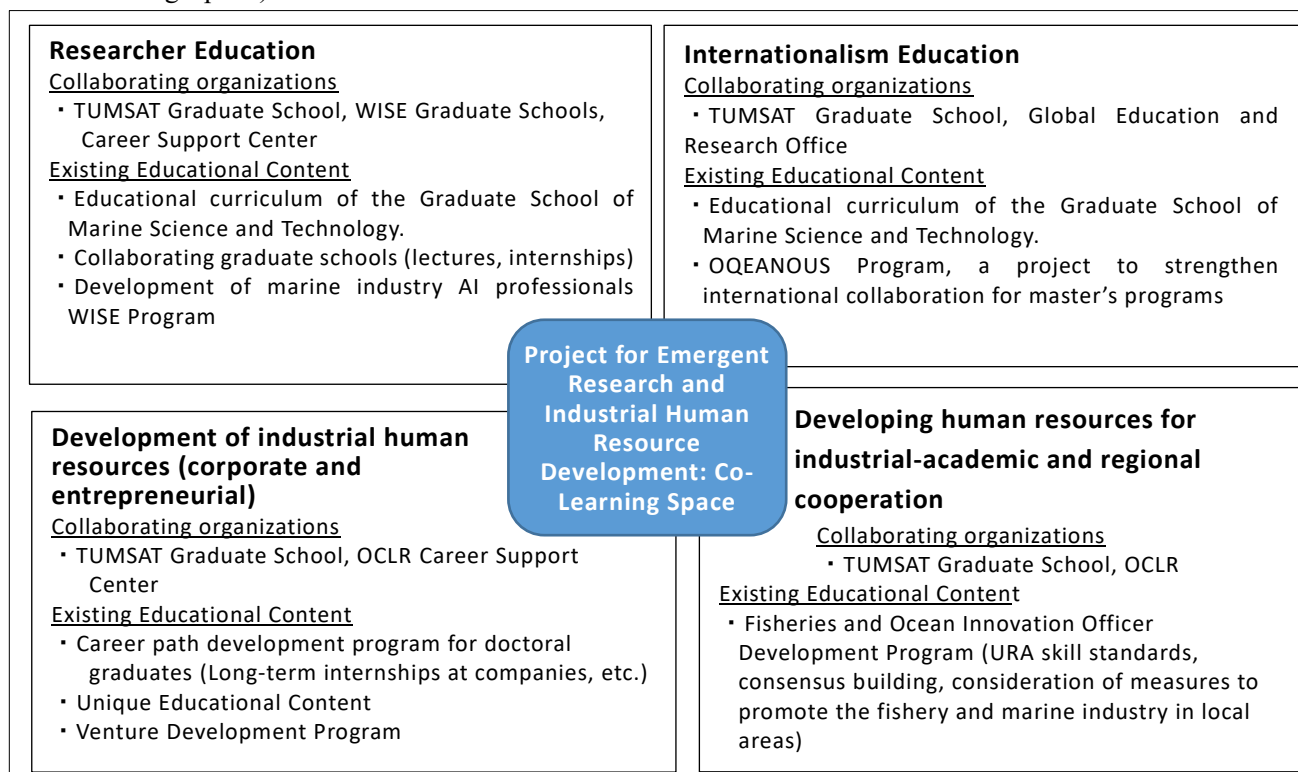 Researcher Education
Collaborating organizations
・TUMSAT Graduate School, WISE Graduate Schools,
Career Support Center
Existing Educational Content
・Educational curriculum of the Graduate School of
Marine Science and Technology.
・Collaborating graduate schools (lectures, internships)
・Development of marine industry AI professionals
WISE Program
Internationalism Education
Collaborating organizations
・TUMSAT Graduate School, Global Education and
Research Office
Existing Educational Content
・Educational curriculum of the Graduate School of
Marine Science and Technology.
・OQEANOUS Program, a project to strengthen
international collaboration for master's programs
Project for Emergent
Research and
Industrial Human
Resource
Development: Co-
Learning Space
Development of industrial human
resources (corporate and
entrepreneurial)
Collaborating organizations
・TUMSAT Graduate School, OCLR Career Support
Center
Existing Educational Content
・Career path development program for doctoral
graduates (Long-term internships at companies, etc.)
・Unique Educational Content
・Venture Development Program
Developing human resources for
industrial-academic and regional
cooperation
Collaborating organizations
・TUMSAT Graduate School, OCLR
Existing Educational Content
・Fisheries and Ocean Innovation Officer
Development Program (URA skill standards,
consensus building, consideration of measures to
promote the fishery and marine industry in local
areas)